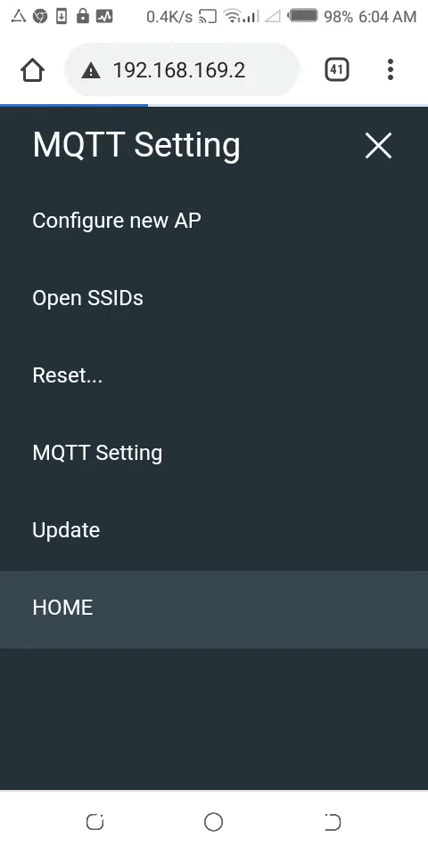 0.4K/s 98% 6:04 AM
192.168.169.2 41
MQTT Setting
Configure new AP
Open SSIDs
Reset...
MQTT Setting
Update
HOME